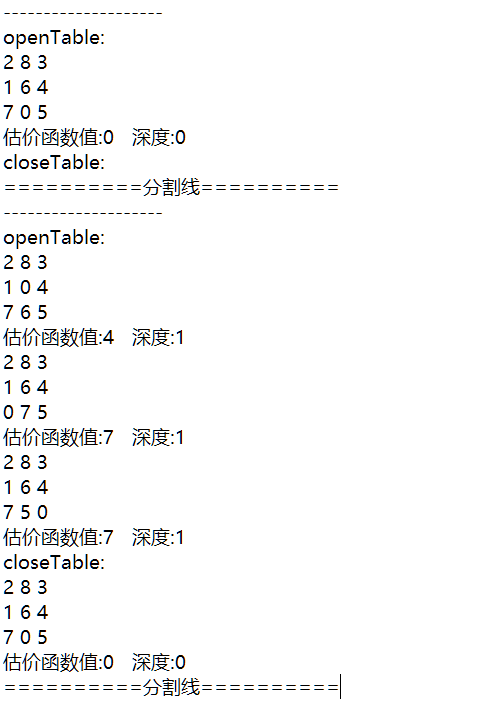 --------------------
openTable:
2 8 3
1 6 4
7 0 5
估价函数值:0 深度:0
closeTable:
==========分割线==========
--------------------
openTable:
2 8 3
1 0 4
7 6 5
估价函数值:4 深度:1
2 8 3
1 6 4
0 7 5
估价函数值:7 深度:1
2 8 3
1 6 4
7 5 0
估价函数值:7 深度:1
closeTable:
2 8 3
1 6 4
7 0 5
估价函数值:0 深度:0
==========分割线==========